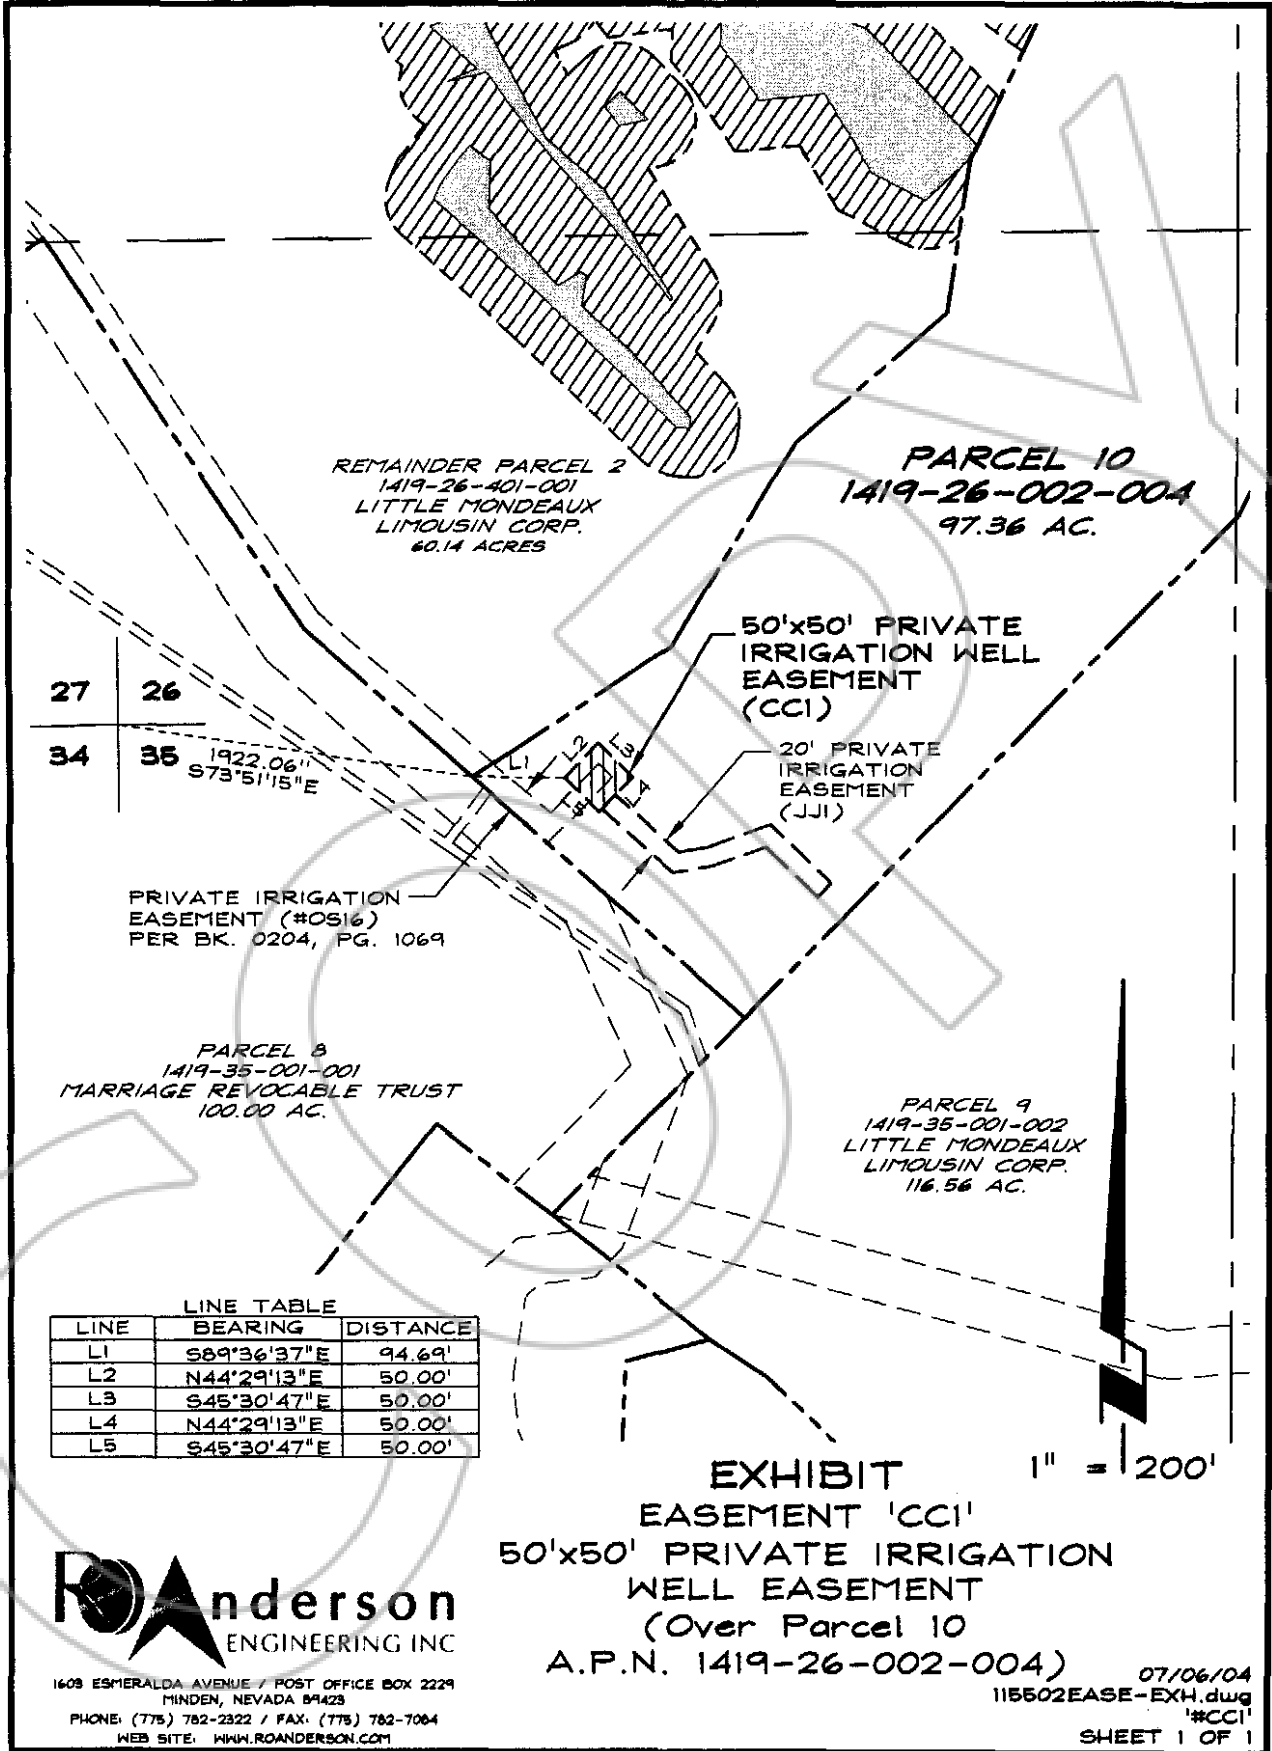 REMAINDER PARCEL 2
1419-26-401-001
LITTLE MONDEAUX
LIMOUSIN CORP.
60.14 ACRES
PARCEL 10
1419-26-002-004
97.36 AC.
50'x50' PRIVATE
IRRIGATION WELL
EASEMENT
(CC1)
27 26
34 35
1922.06'
S73°51'15"E
L1
L2
L3
L4
L5
20' PRIVATE
IRRIGATION
EASEMENT
(JJ1)
PRIVATE IRRIGATION
EASEMENT (#OS16)
PER BK. 0204, PG. 1069
PARCEL 8
1419-35-001-001
MARRIAGE REVOCABLE TRUST
100.00 AC.
PARCEL 9
1419-35-001-002
LITTLE MONDEAUX
LIMOUSIN CORP.
116.56 AC.
LINE TABLE
LINE BEARING DISTANCE
L1 S89°36'37"E 94.69'
L2 N44°29'13"E 50.00'
L3 S45°30'47"E 50.00'
L4 N44°29'13"E 50.00'
L5 S45°30'47"E 50.00'
1" = 200'
EXHIBIT
EASEMENT 'CC1'
50'x50' PRIVATE IRRIGATION
WELL EASEMENT
(Over Parcel 10
A.P.N. 1419-26-002-004)
ROAnderson
ENGINEERING INC
1603 ESMERALDA AVENUE / POST OFFICE BOX 2229
MINDEN, NEVADA 89423
PHONE: (775) 782-2322 / FAX: (775) 782-7084
WEB SITE: WWW.ROANDERSON.COM
07/06/04
115502EASE-EXH.dwg
'#CC1'
SHEET 1 OF 1
COPY